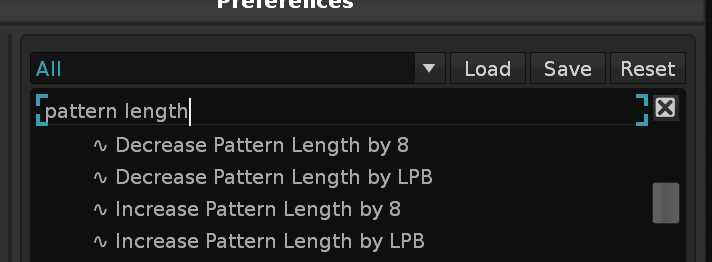 Preferences
All
Load
Save
Reset
pattern length
∿ Decrease Pattern Length by 8
∿ Decrease Pattern Length by LPB
∿ Increase Pattern Length by 8
∿ Increase Pattern Length by LPB